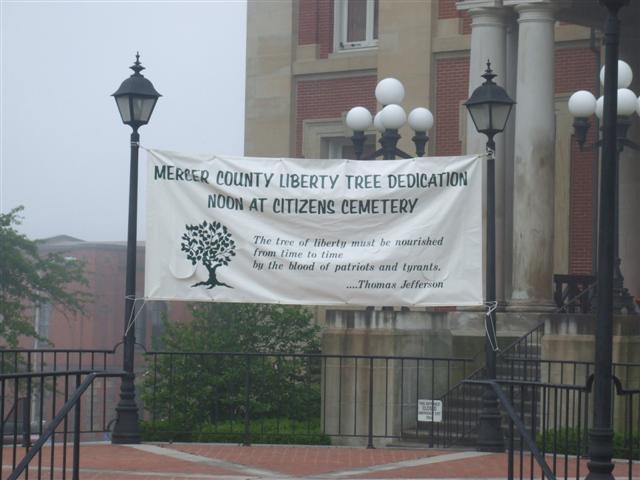 MERCER COUNTY LIBERTY TREE DEDICATION
NOON AT CITIZENS CEMETERY
The tree of liberty must be nourished
from time to time
by the blood of patriots and tyrants.
....Thomas Jefferson
CLOSED